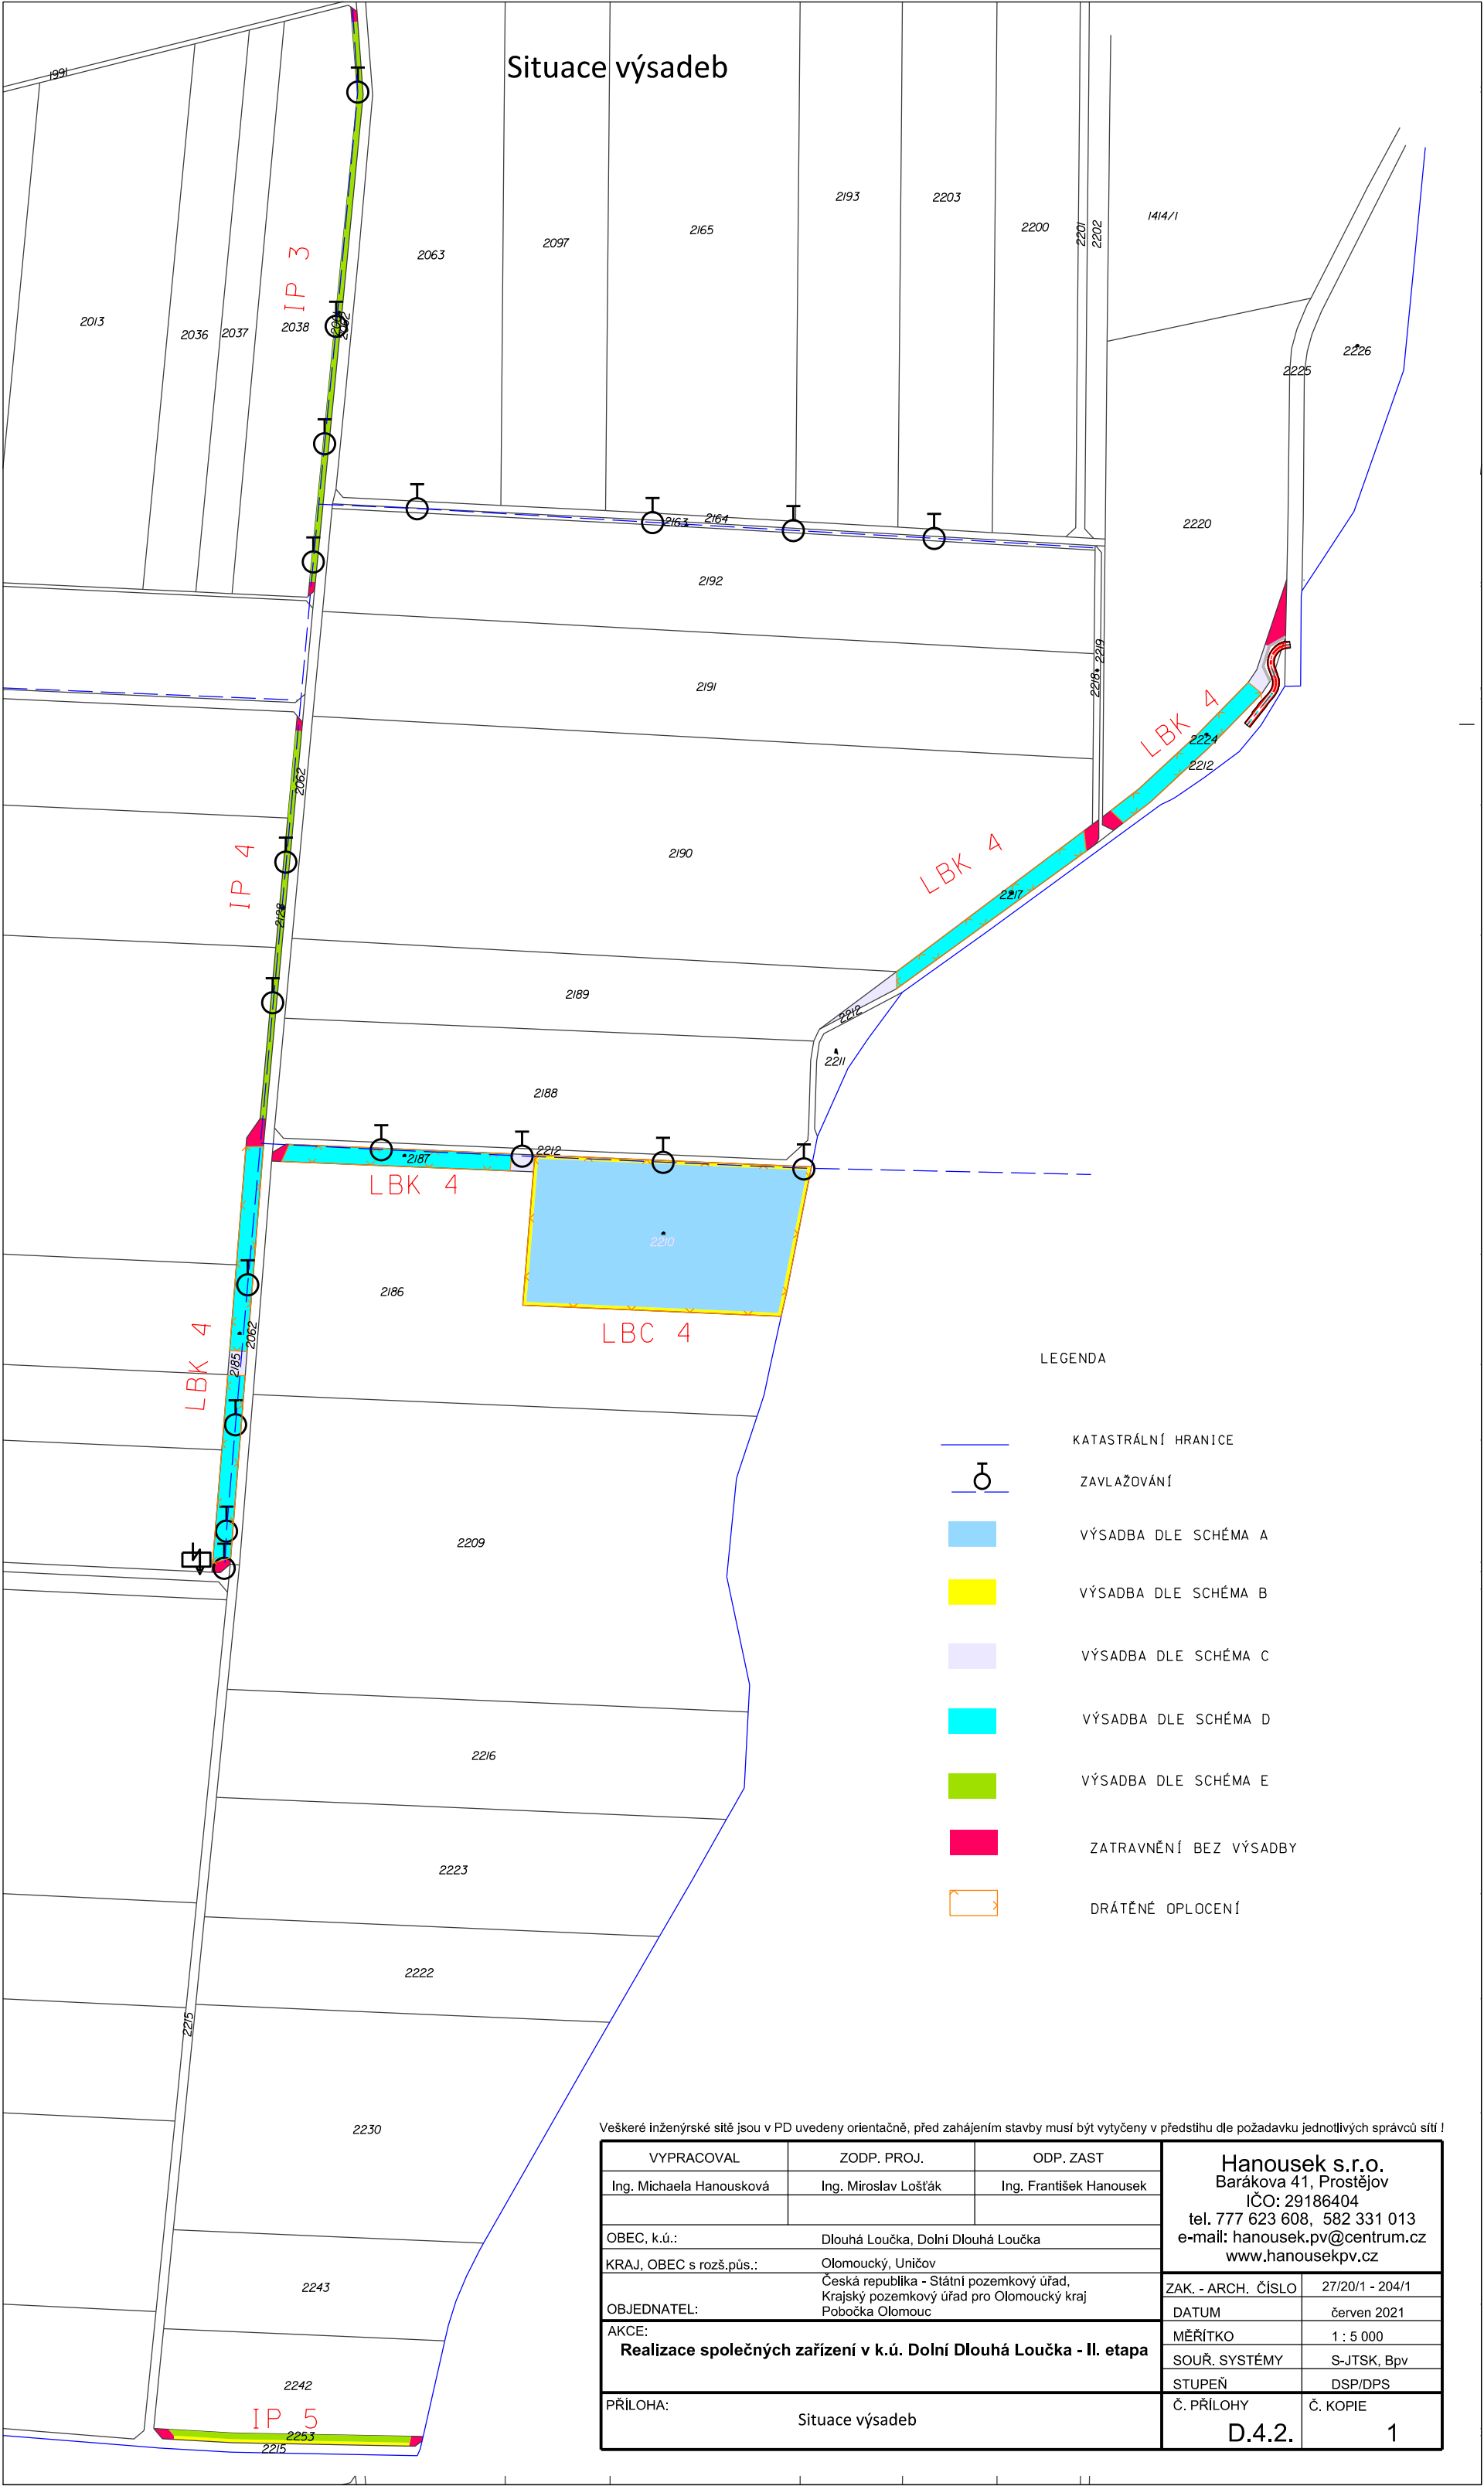 Situace výsadeb
1991
2193
2203
1414/1
2165
2200
2201
2202
2097
2063
IP 3
2013
2036
2037
2038
2062
2226
2225
2163
2164
2220
2192
2219
2218
2191
LBK 4
2224
2212
2062
2190
IP 4
LBK 4
2217
2128
2189
2212
2211
2188
2212
2187
LBK 4
2210
2186
LBK 4
2062
2185
LBC 4
LEGENDA
KATASTRÁLNÍ HRANICE
ZAVLAŽOVÁNÍ
VÝSADBA DLE SCHÉMA A
2209
VÝSADBA DLE SCHÉMA B
VÝSADBA DLE SCHÉMA C
VÝSADBA DLE SCHÉMA D
2216
VÝSADBA DLE SCHÉMA E
ZATRAVNĚNÍ BEZ VÝSADBY
2223
DRÁTĚNÉ OPLOCENÍ
2222
2215
2230
Veškeré inženýrské sitě jsou v PD uvedeny orientačně, před zahájením stavby musí být vytyčeny v předstihu dle požadavku jednotlivých správců sítí !
VYPRACOVAL
ZODP. PROJ.
ODP. ZAST
Ing. Michaela Hanousková
Ing. Miroslav Lošťák
Ing. František Hanousek
Hanousek s.r.o.
Barákova 41, Prostějov
IČO: 29186404
tel. 777 623 608, 582 331 013
e-mail: hanousek.pv@centrum.cz
www.hanousekpv.cz
OBEC, k.ú.: Dlouhá Loučka, Dolní Dlouhá Loučka
KRAJ, OBEC s rozš.půs.: Olomoucký, Uničov
Česká republika - Státní pozemkový úřad,
Krajský pozemkový úřad pro Olomoucký kraj
OBJEDNATEL: Pobočka Olomouc
ZAK. - ARCH. ČÍSLO 27/20/1 - 204/1
DATUM červen 2021
MĚŘÍTKO 1 : 5 000
SOUŘ. SYSTÉMY S-JTSK, Bpv
STUPEŇ DSP/DPS
AKCE:
Realizace společných zařízení v k.ú. Dolní Dlouhá Loučka - II. etapa
PŘÍLOHA: Situace výsadeb
Č. PŘÍLOHY
D.4.2.
Č. KOPIE
1
2243
2242
IP 5
2253
2215